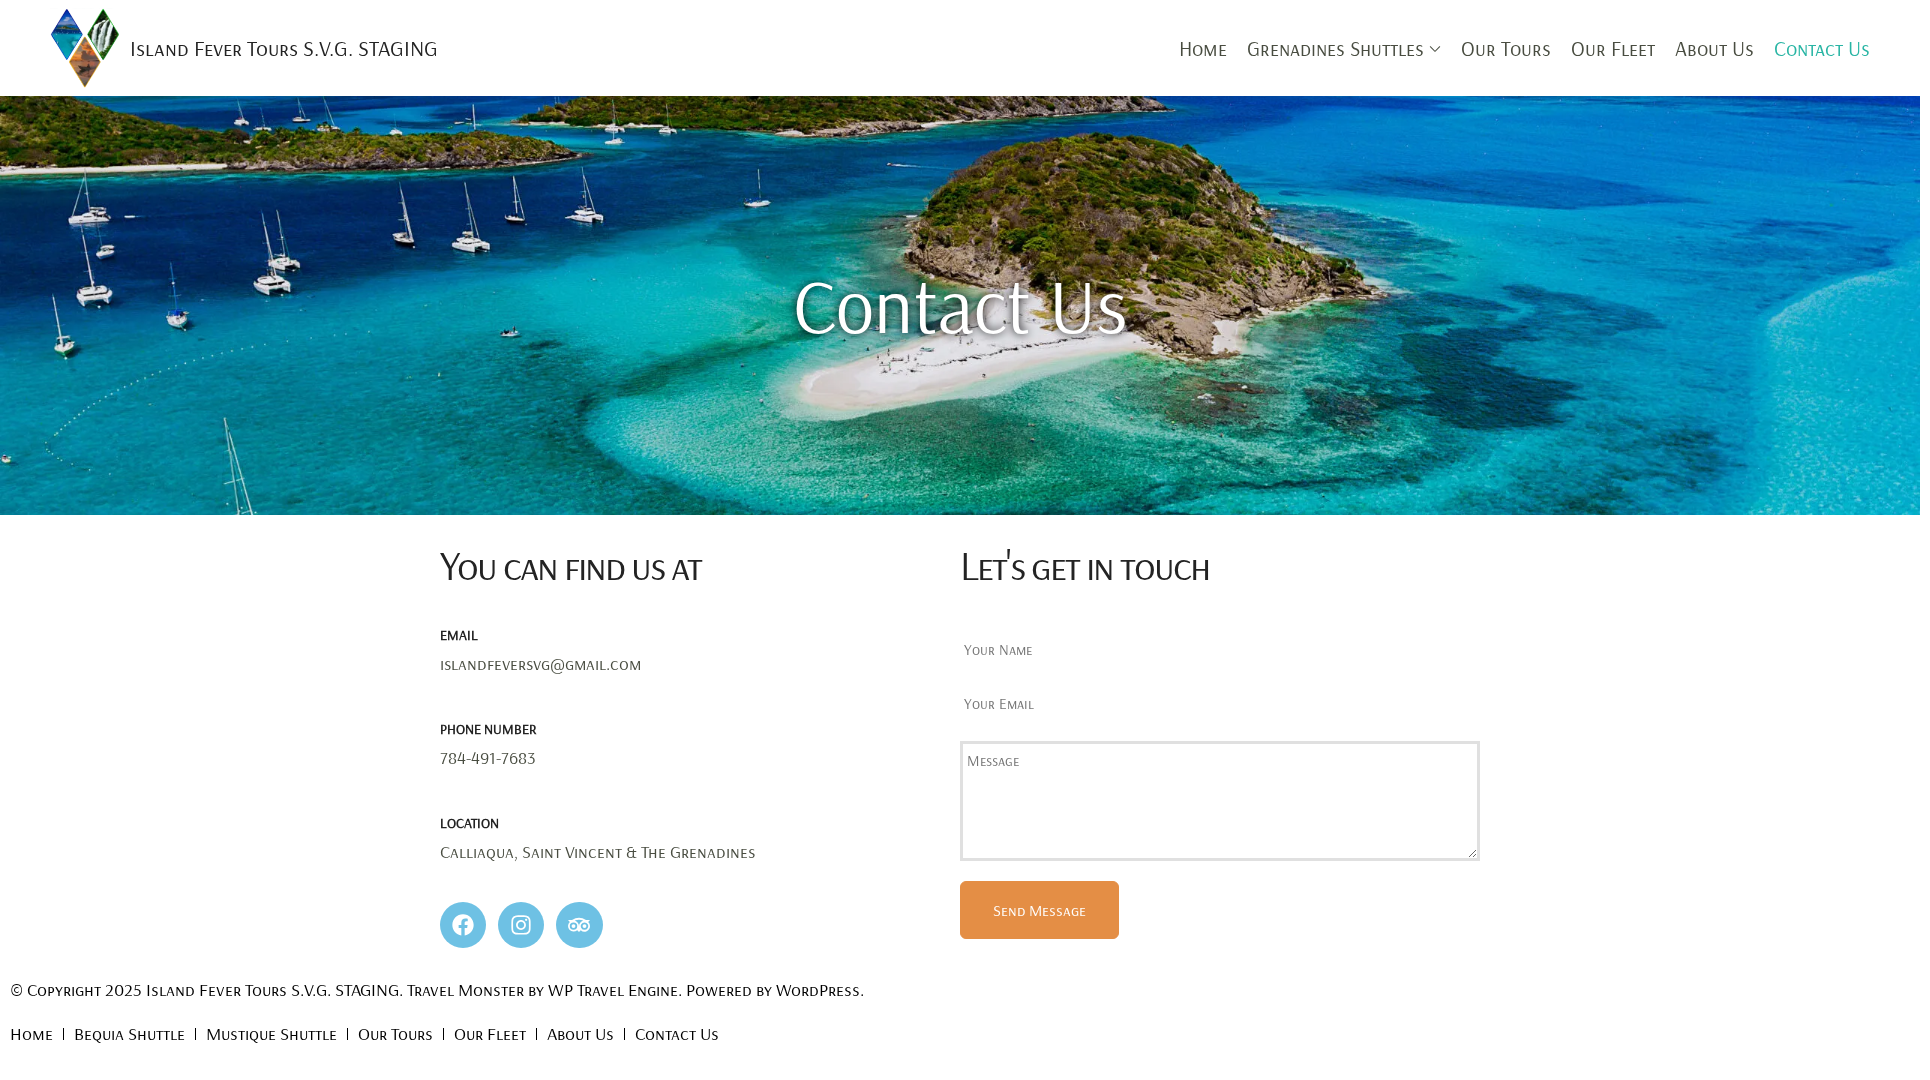 Island Fever Tours S.V.G. STAGING
Home Grenadines Shuttles Our Tours Our Fleet About Us Contact Us
Contact Us
You can find us at
EMAIL
islandfeversvg@gmail.com
PHONE NUMBER
784-491-7683
LOCATION
Calliaqua, Saint Vincent & The Grenadines
Let's get in touch
Your Name
Your Email
Message
Send Message
© Copyright 2025 Island Fever Tours S.V.G. STAGING. Travel Monster by WP Travel Engine. Powered by WordPress.
Home | Bequia Shuttle | Mustique Shuttle | Our Tours | Our Fleet | About Us | Contact Us